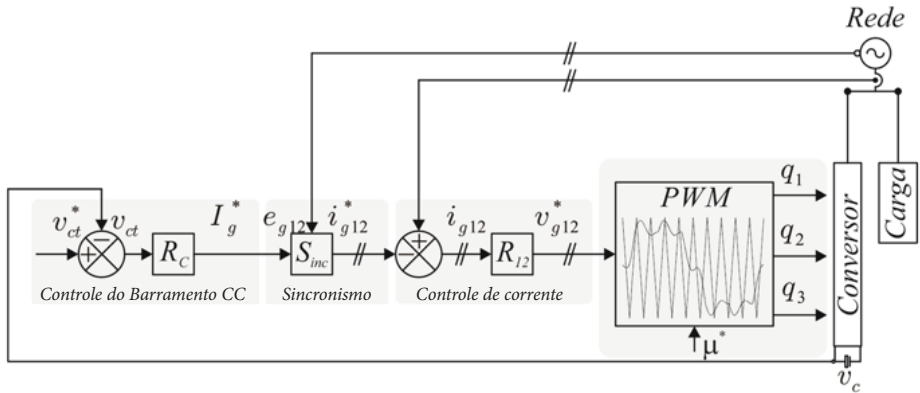 Rede
v*ct
−
vct
+
RC
I*g
Controle do Barramento CC
eg12
i*g12
Sinc
Sincronismo
+
−
ig12
v*g12
R12
Controle de corrente
PWM
μ*
q1
q2
q3
Conversor
Carga
vc